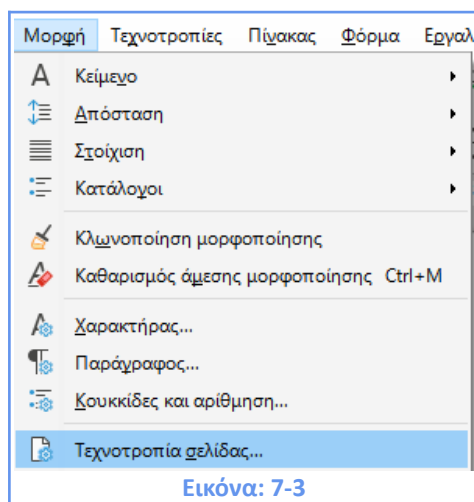 Μορφή Τεχνοτροπίες Πίνακας Φόρμα Εργαλ
Κείμενο
Απόσταση
Στοίχιση
Κατάλογοι
Κλωνοποίηση μορφοποίησης
Καθαρισμός άμεσης μορφοποίησης Ctrl+M
Χαρακτήρας...
Παράγραφος...
Κουκκίδες και αρίθμηση...
Τεχνοτροπία σελίδας...
Εικόνα: 7-3